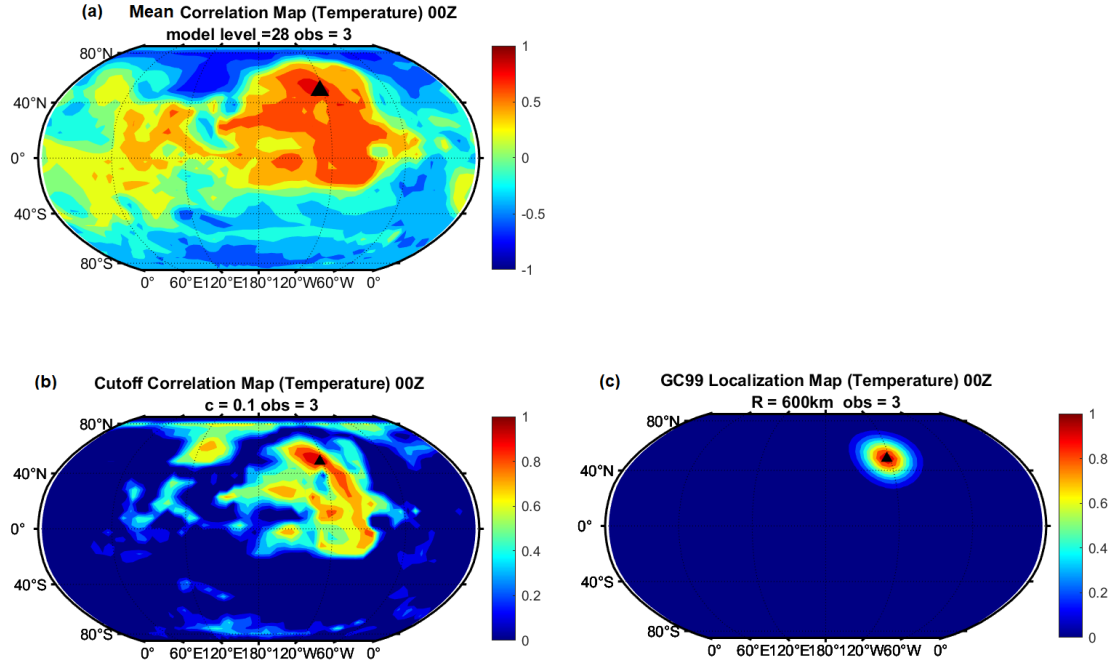 (a) Mean Correlation Map (Temperature) 00Z
model level =28 obs = 3
80°N
40°N
0°
40°S
80°S
0° 60°E120°E180°W120°W60°W 0°
1
0.5
0
-0.5
-1
(b) Cutoff Correlation Map (Temperature) 00Z
c = 0.1 obs = 3
80°N
40°N
0°
40°S
80°S
0° 60°E120°E180°W120°W60°W 0°
1
0.8
0.6
0.4
0.2
0
(c) GC99 Localization Map (Temperature) 00Z
R = 600km obs = 3
80°N
40°N
0°
40°S
80°S
0° 60°E120°E180°W120°W60°W 0°
1
0.8
0.6
0.4
0.2
0